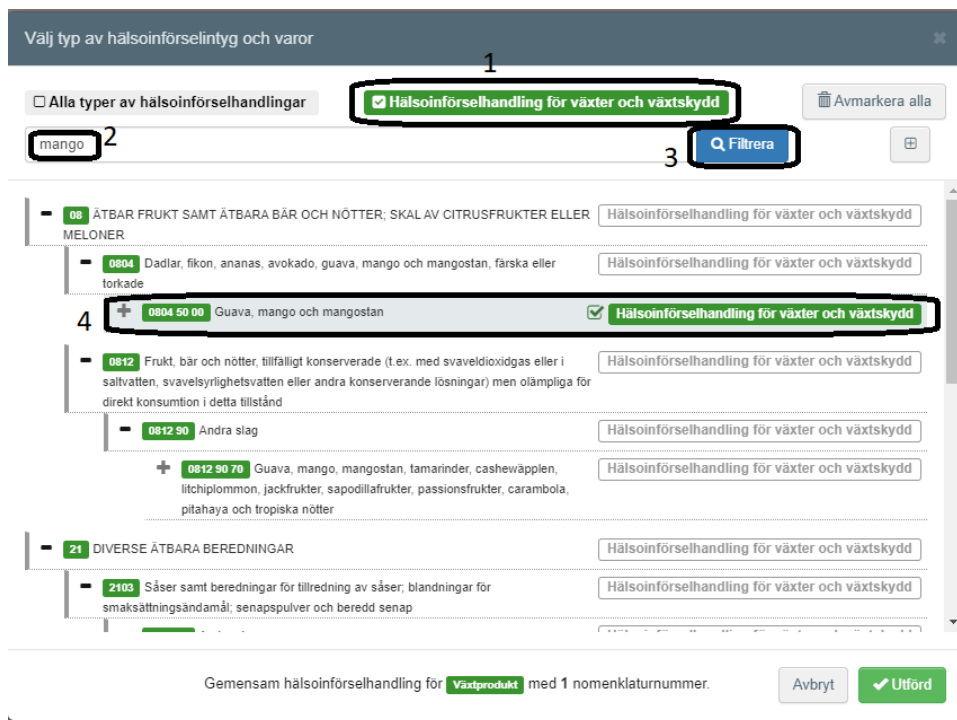 Välj typ av hälsoinförselintyg och varor
1
Alla typer av hälsoinförselhandlingar
Hälsoinförselhandling för växter och växtskydd
Avmarkera alla
mango
2
3
Filtrera
08 ÄTBAR FRUKT SAMT ÄTBARA BÄR OCH NÖTTER; SKAL AV CITRUSFRUKTER ELLER
MELONER
Hälsoinförselhandling för växter och växtskydd
0804 Dadlar, fikon, ananas, avokado, guava, mango och mangostan, färska eller
torkade
Hälsoinförselhandling för växter och växtskydd
4
0804 50 00 Guava, mango och mangostan
Hälsoinförselhandling för växter och växtskydd
0812 Frukt, bär och nötter, tillfälligt konserverade (t.ex. med svaveldioxidgas eller i
saltvatten, svavelsyrlighetsvatten eller andra konserverande lösningar) men olämpliga för
direkt konsumtion i detta tillstånd
Hälsoinförselhandling för växter och växtskydd
0812 90 Andra slag
Hälsoinförselhandling för växter och växtskydd
0812 90 70 Guava, mango, mangostan, tamarinder, cashewäpplen,
litchiplommon, jackfrukter, sapodillafrukter, passionsfrukter, carambola,
pitahaya och tropiska nötter
Hälsoinförselhandling för växter och växtskydd
21 DIVERSE ÄTBARA BEREDNINGAR
Hälsoinförselhandling för växter och växtskydd
2103 Såser samt beredningar för tillredning av såser; blandningar för
smaksättningsändamål; senapspulver och beredd senap
Hälsoinförselhandling för växter och växtskydd
Gemensam hälsoinförselhandling för Växtprodukt med 1 nomenklaturnummer.
Avbryt
Utförd